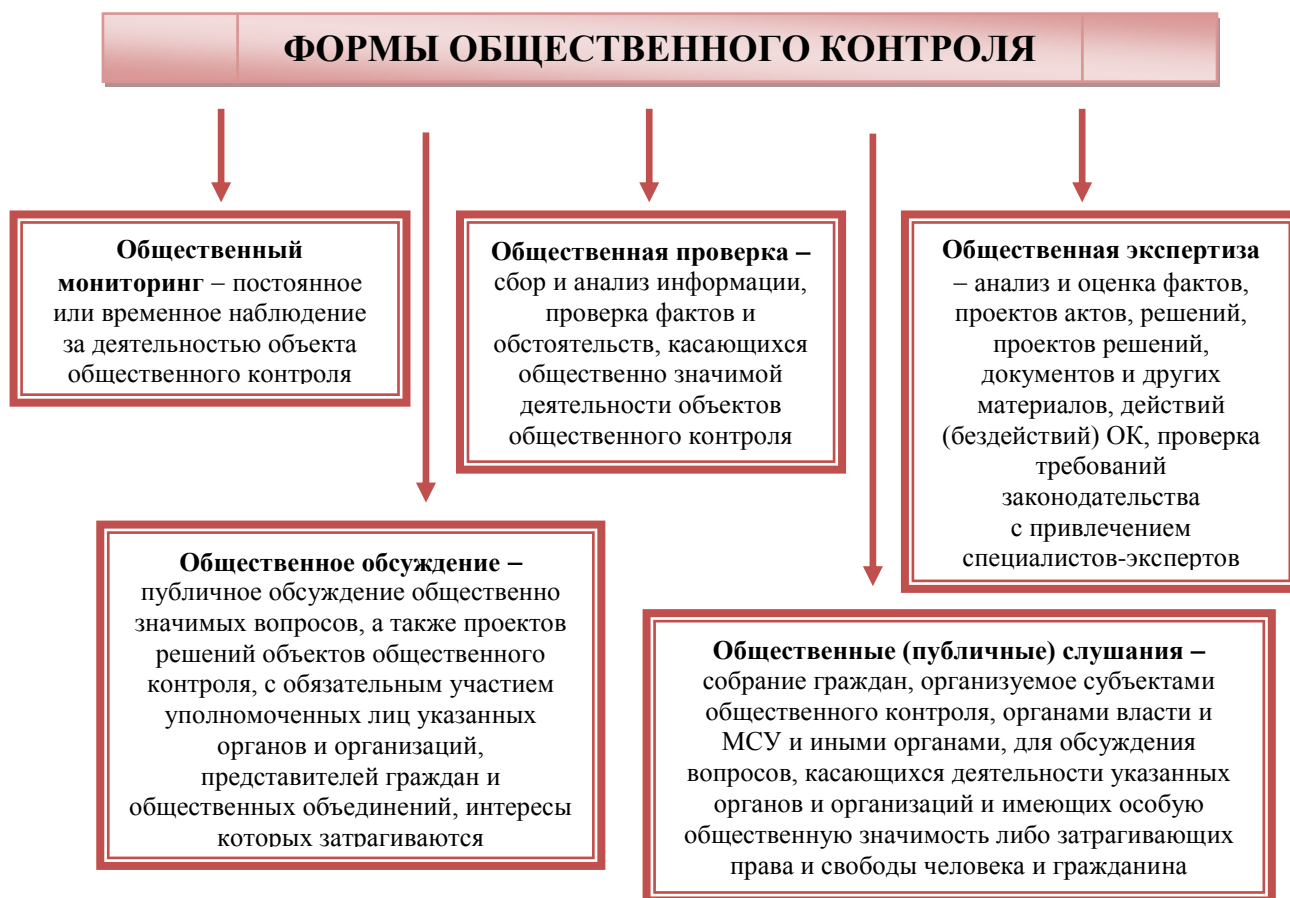 ФОРМЫ ОБЩЕСТВЕННОГО КОНТРОЛЯ
Общественный
мониторинг – постоянное
или временное наблюдение
за деятельностью объекта
общественного контроля
Общественная проверка –
сбор и анализ информации,
проверка фактов и
обстоятельств, касающихся
общественно значимой
деятельности объектов
общественного контроля
Общественная экспертиза
– анализ и оценка фактов,
проектов актов, решений,
проектов решений,
документов и других
материалов, действий
(бездействий) ОК, проверка
требований
законодательства
с привлечением
специалистов-экспертов
Общественное обсуждение –
публичное обсуждение общественно
значимых вопросов, а также проектов
решений объектов общественного
контроля, с обязательным участием
уполномоченных лиц указанных
органов и организаций,
представителей граждан и
общественных объединений, интересы
которых затрагиваются
Общественные (публичные) слушания –
собрание граждан, организуемое субъектами
общественного контроля, органами власти и
МСУ и иными органами, для обсуждения
вопросов, касающихся деятельности указанных
органов и организаций и имеющих особую
общественную значимость либо затрагивающих
права и свободы человека и гражданина